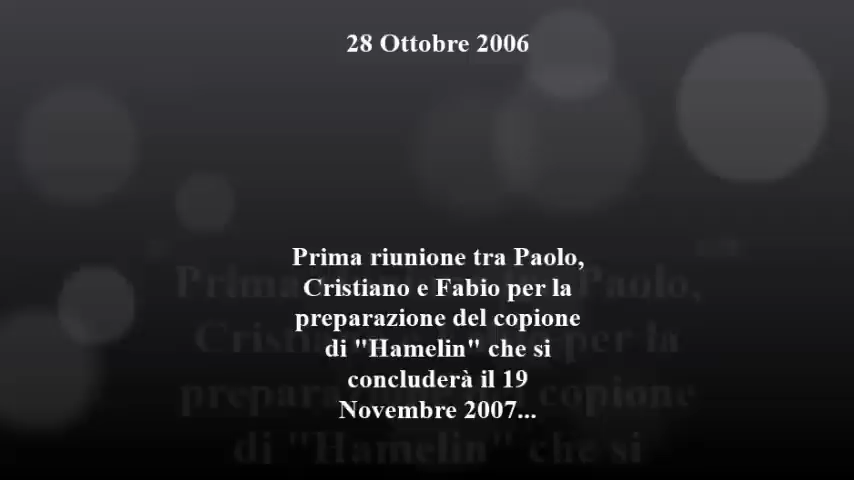 28 Ottobre 2006
Prima riunione tra Paolo,
Cristiano e Fabio per la
preparazione del copione
di "Hamelin" che si
concluderà il 19
Novembre 2007...